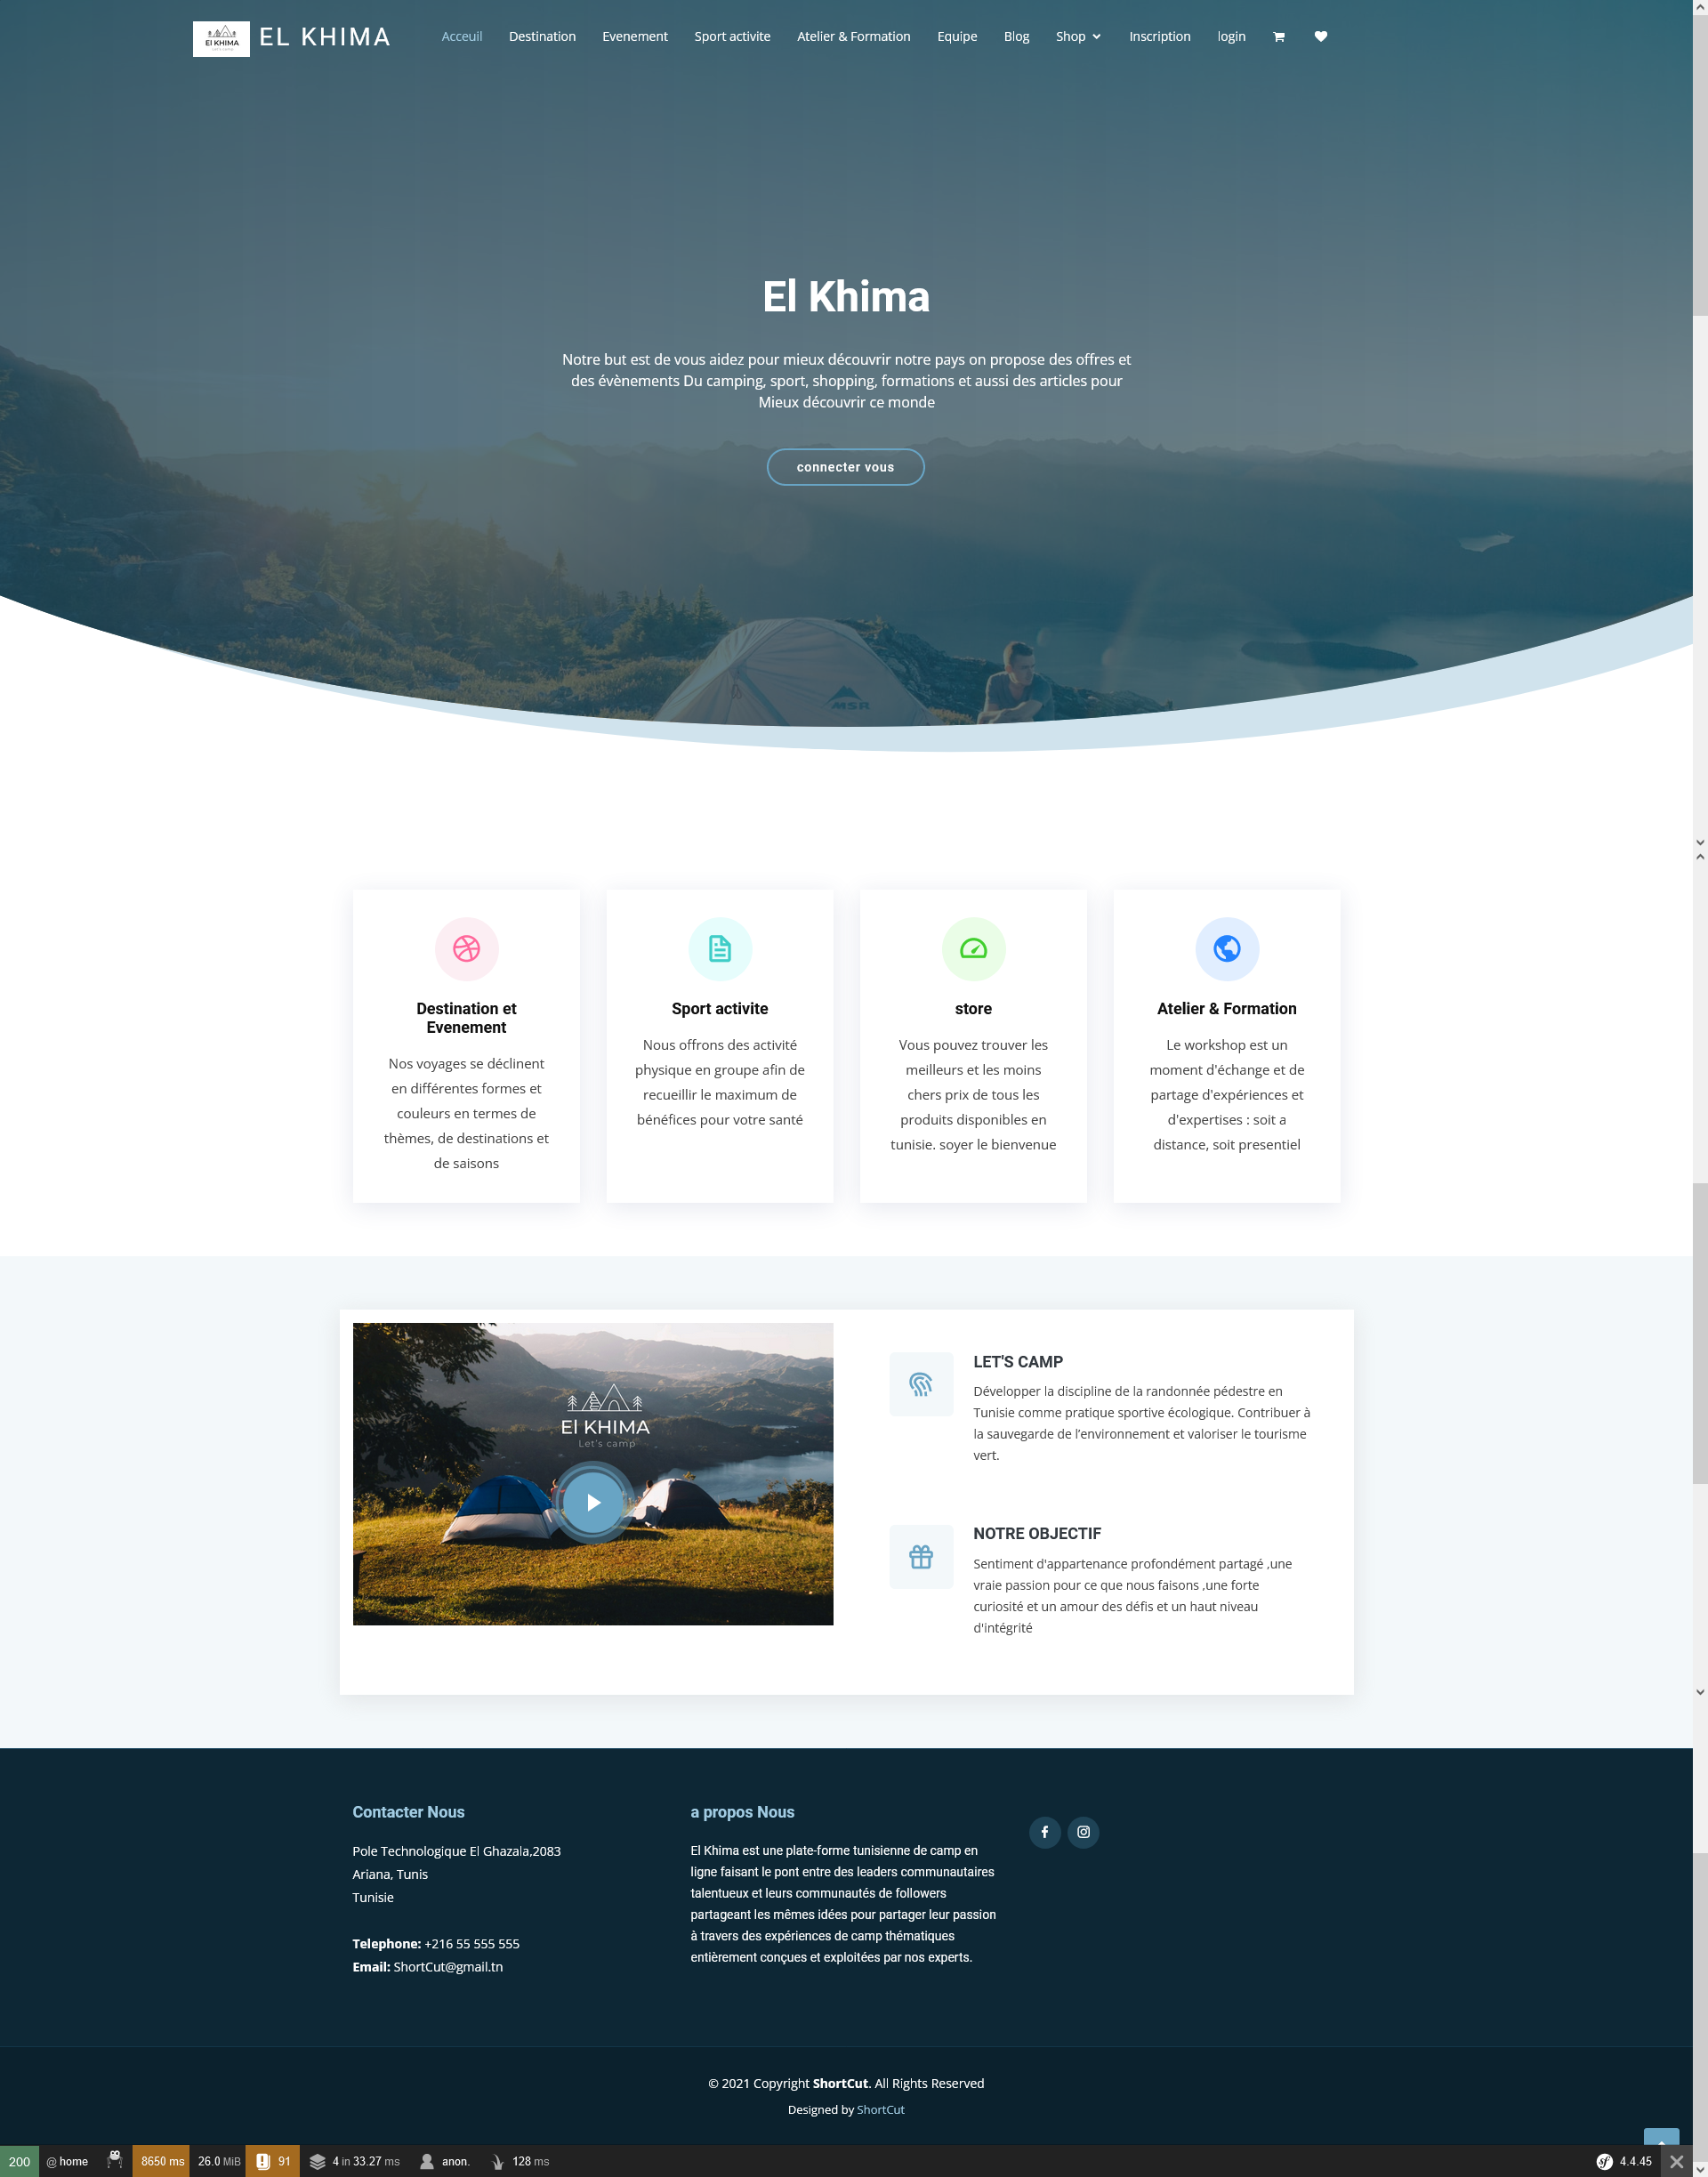 El KHIMA
EL KHIMA
Acceuil
Destination
Evenement
Sport activite
Atelier & Formation
Equipe
Blog
Shop
Inscription
login
El Khima
Notre but est de vous aidez pour mieux découvrir notre pays on propose des offres et
des évènements Du camping, sport, shopping, formations et aussi des articles pour
Mieux découvrir ce monde
connecter vous
MSR
Destination et
Evenement
Nos voyages se déclinent
en différentes formes et
couleurs en termes de
thèmes, de destinations et
de saisons
Sport activite
Nous offrons des activité
physique en groupe afin de
recueillir le maximum de
bénéfices pour votre santé
store
Vous pouvez trouver les
meilleurs et les moins
chers prix de tous les
produits disponibles en
tunisie. soyer le bienvenue
Atelier & Formation
Le workshop est un
moment d'échange et de
partage d'expériences et
d'expertises : soit a
distance, soit presentiel
El KHIMA
Let's camp
LET'S CAMP
Développer la discipline de la randonnée pédestre en
Tunisie comme pratique sportive écologique. Contribuer à
la sauvegarde de l’environnement et valoriser le tourisme
vert.
NOTRE OBJECTIF
Sentiment d'appartenance profondément partagé ,une
vraie passion pour ce que nous faisons ,une forte
curiosité et un amour des défis et un haut niveau
d'intégrité
Contacter Nous
Pole Technologique El Ghazala,2083
Ariana, Tunis
Tunisie
Telephone: +216 55 555 555
Email: ShortCut@gmail.tn
a propos Nous
El Khima est une plate-forme tunisienne de camp en
ligne faisant le pont entre des leaders communautaires
talentueux et leurs communautés de followers
partageant les mêmes idées pour partager leur passion
à travers des expériences de camp thématiques
entièrement conçues et exploitées par nos experts.
© 2021 Copyright ShortCut. All Rights Reserved
Designed by ShortCut
200 @ home 8650 ms 26.0 MiB 91 4 in 33.27 ms anon. 128 ms sf 4.4.45